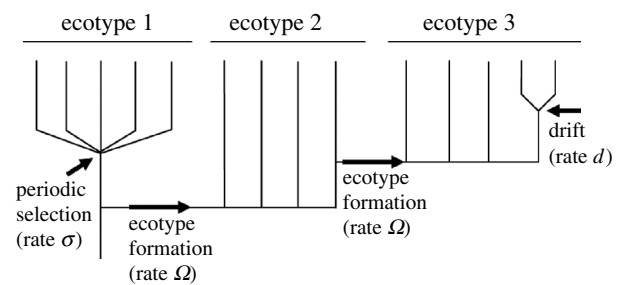 ecotype 1
ecotype 2
ecotype 3
drift
(rate d)
ecotype
formation
(rate Ω)
periodic
selection
(rate σ)
ecotype
formation
(rate Ω)